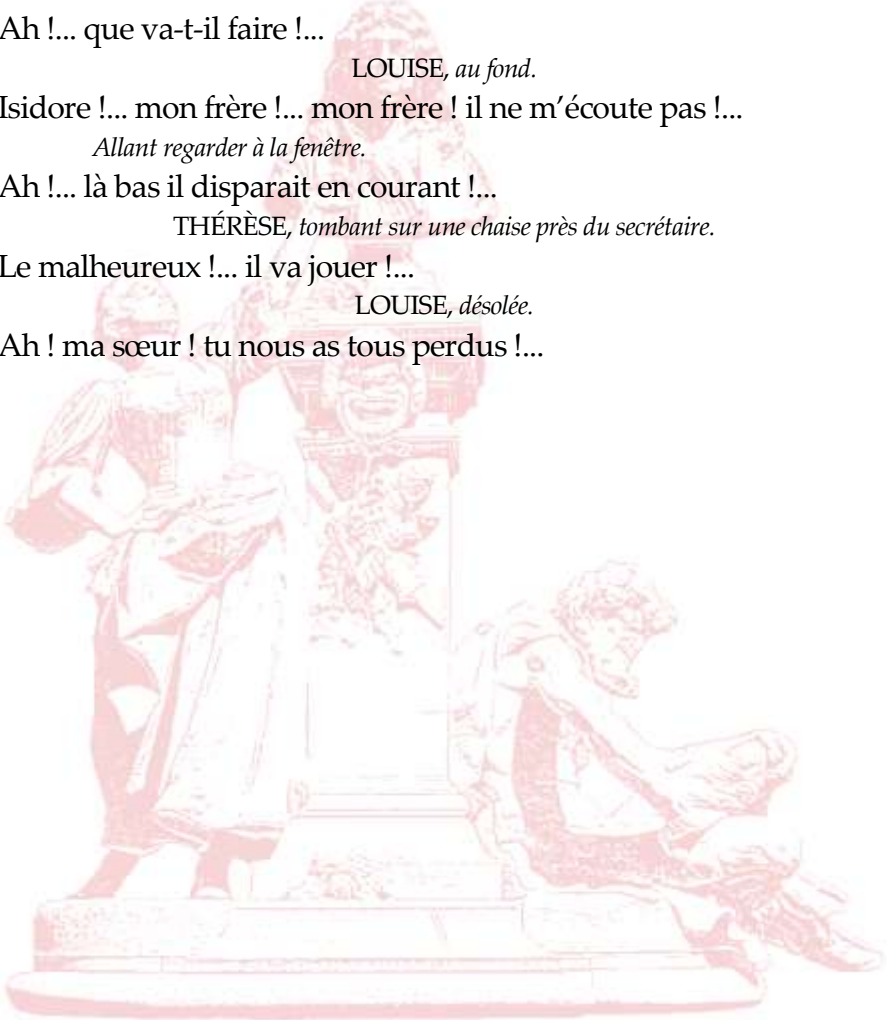 Ah !... que va-t-il faire !...
LOUISE, au fond.
Isidore !... mon frère !... mon frère ! il ne m’écoute pas !...
Allant regarder à la fenêtre.
Ah !... là bas il disparait en courant !...
THÉRÈSE, tombant sur une chaise près du secrétaire.
Le malheureux !... il va jouer !...
LOUISE, désolée.
Ah ! ma sœur ! tu nous as tous perdus !...